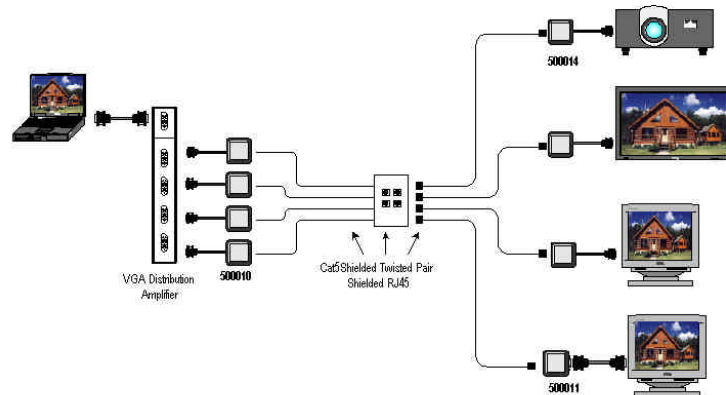 500014
VGA Distribution
Amplifier
500010
Cat5Shielded Twisted Pair
Shielded RJ45
500011